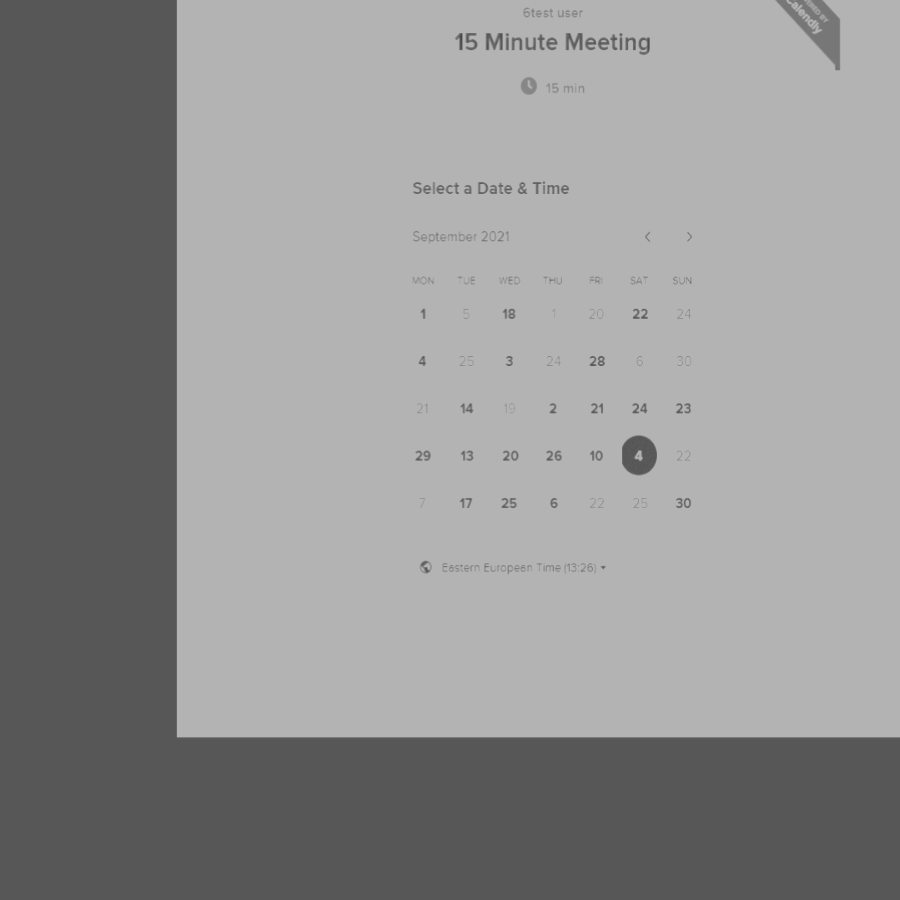 6test user
15 Minute Meeting
15 min
Calendly
Select a Date & Time
September 2021
MON TUE WED THU FRI SAT SUN
1 5 18 1 20 22 24
4 25 3 24 28 6 30
21 14 19 2 21 24 23
29 13 20 26 10 4 22
7 17 25 6 22 25 30
Eastern European Time (13:26)